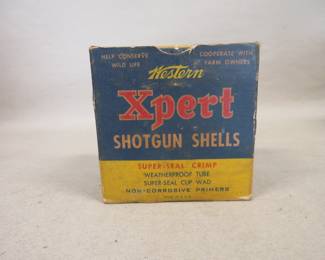 HELP CONSERVE WILD LIFE
COOPERATE WITH FARM OWNERS
Western
Xpert
SHOTGUN SHELLS
SUPER-SEAL CRIMP
WEATHERPROOF TUBE
SUPER-SEAL CUP WAD
NON-CORROSIVE PRIMERS